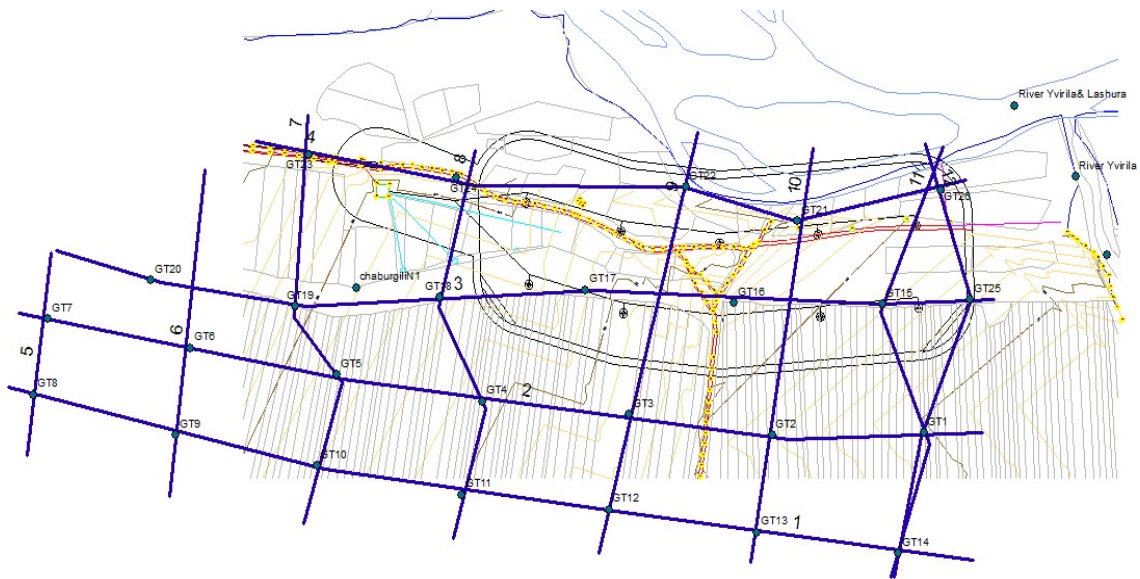 River Yvirila& Lashura
7
4
GT23
8
GT24
9
GT22
10
GT21
11
12
GT26
River Yvirila
GT20
chaburgiliN1
GT19
GT18
3
GT17
GT16
GT15
GT25
GT7
6
GT6
5
GT8
GT5
GT4
2
GT3
GT2
GT1
GT9
GT10
GT11
GT12
GT13
1
GT14